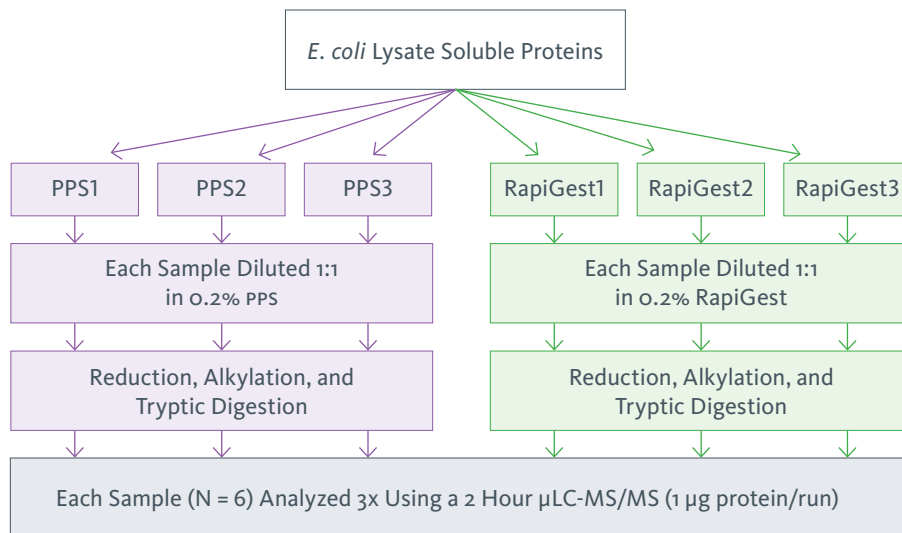 E. coli Lysate Soluble Proteins
PPS1
PPS2
PPS3
RapiGest1
RapiGest2
RapiGest3
Each Sample Diluted 1:1
in 0.2% PPS
Each Sample Diluted 1:1
in 0.2% RapiGest
Reduction, Alkylation, and
Tryptic Digestion
Reduction, Alkylation, and
Tryptic Digestion
Each Sample (N = 6) Analyzed 3x Using a 2 Hour µLC-MS/MS (1 µg protein/run)